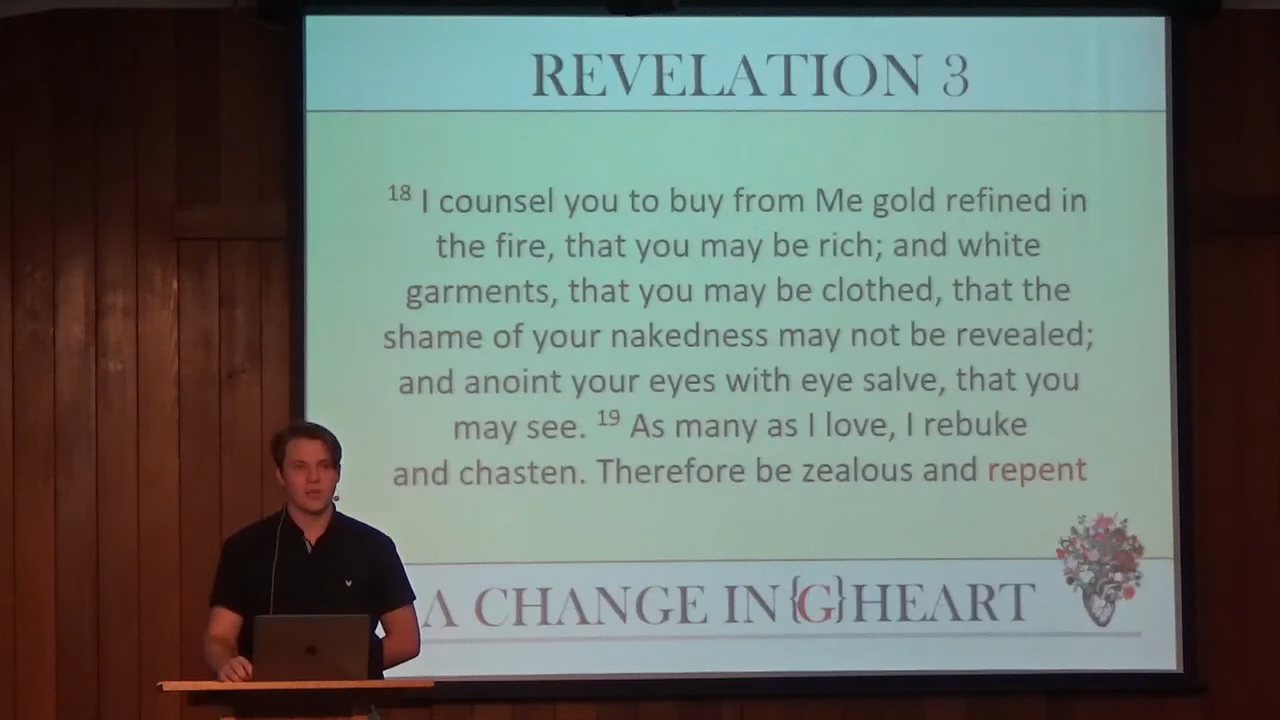 REVELATION 3
18 I counsel you to buy from Me gold refined in
the fire, that you may be rich; and white
garments, that you may be clothed, that the
shame of your nakedness may not be revealed;
and anoint your eyes with eye salve, that you
may see. 19 As many as I love, I rebuke
and chasten. Therefore be zealous and repent
A CHANGE IN{G}HEART